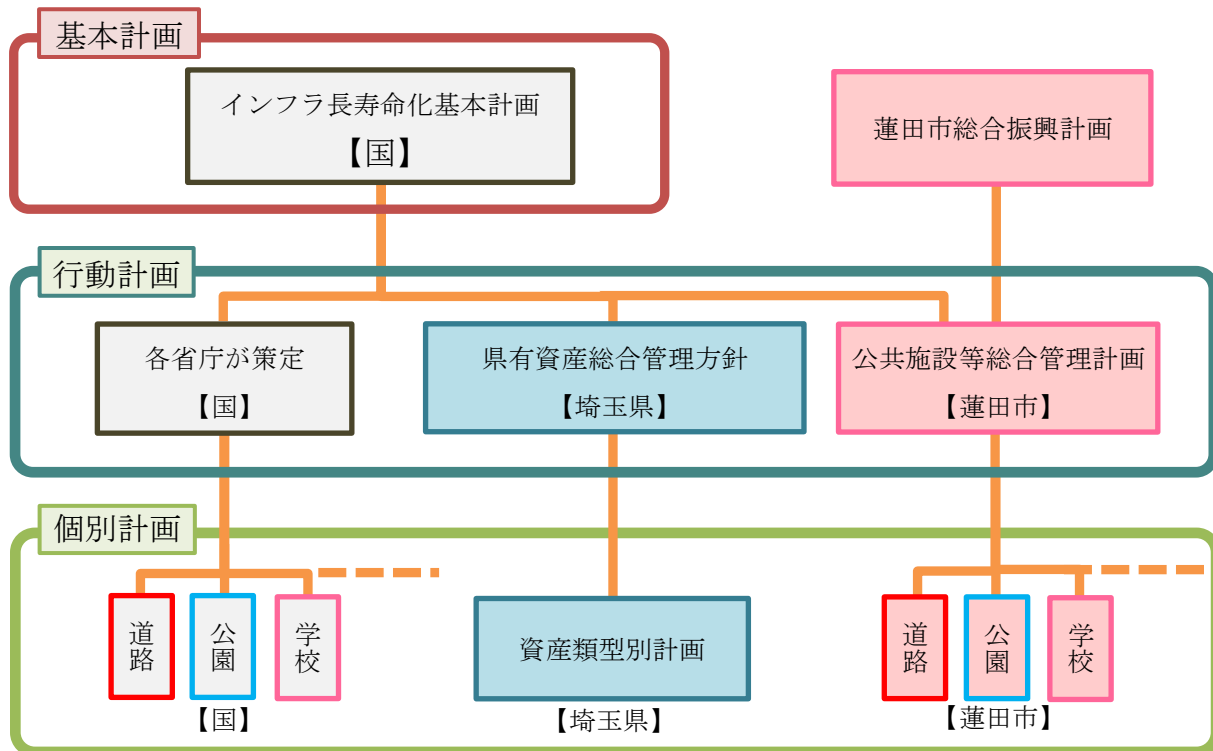 基本計画
インフラ長寿命化基本計画
【国】
蓮田市総合振興計画
行動計画
各省庁が策定
【国】
県有資産総合管理方針
【埼玉県】
公共施設等総合管理計画
【蓮田市】
個別計画
道路
公園
学校
【国】
資産類型別計画
【埼玉県】
道路
公園
学校
【蓮田市】